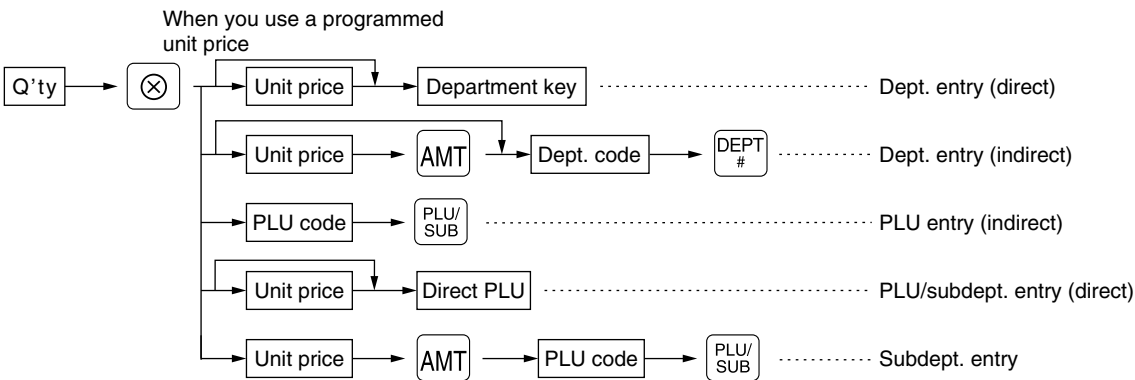 When you use a programmed
unit price
Q'ty ⊗ Unit price Department key Dept. entry (direct)
Unit price AMT Dept. code DEPT # Dept. entry (indirect)
PLU code PLU/SUB PLU entry (indirect)
Unit price Direct PLU PLU/subdept. entry (direct)
Unit price AMT PLU code PLU/SUB Subdept. entry